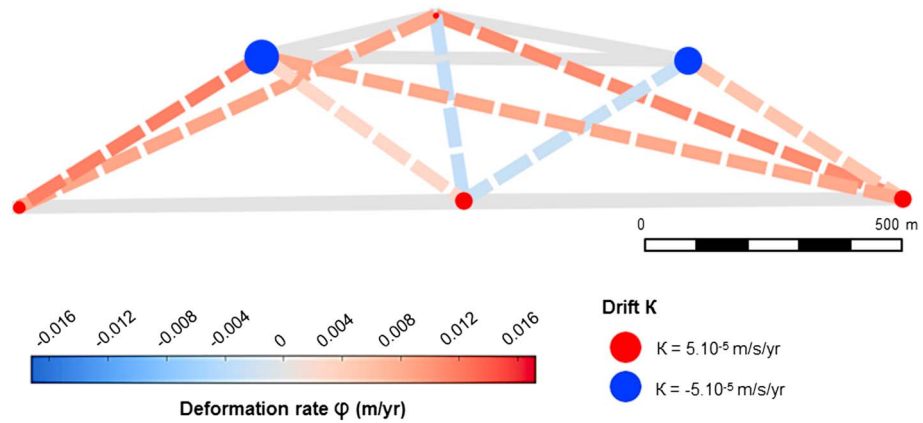 0 500 m
-0.016 -0.012 -0.008 -0.004 0 0.004 0.008 0.012 0.016
Deformation rate φ (m/yr)
Drift K
K = 5.10⁻⁵ m/s/yr
K = -5.10⁻⁵ m/s/yr